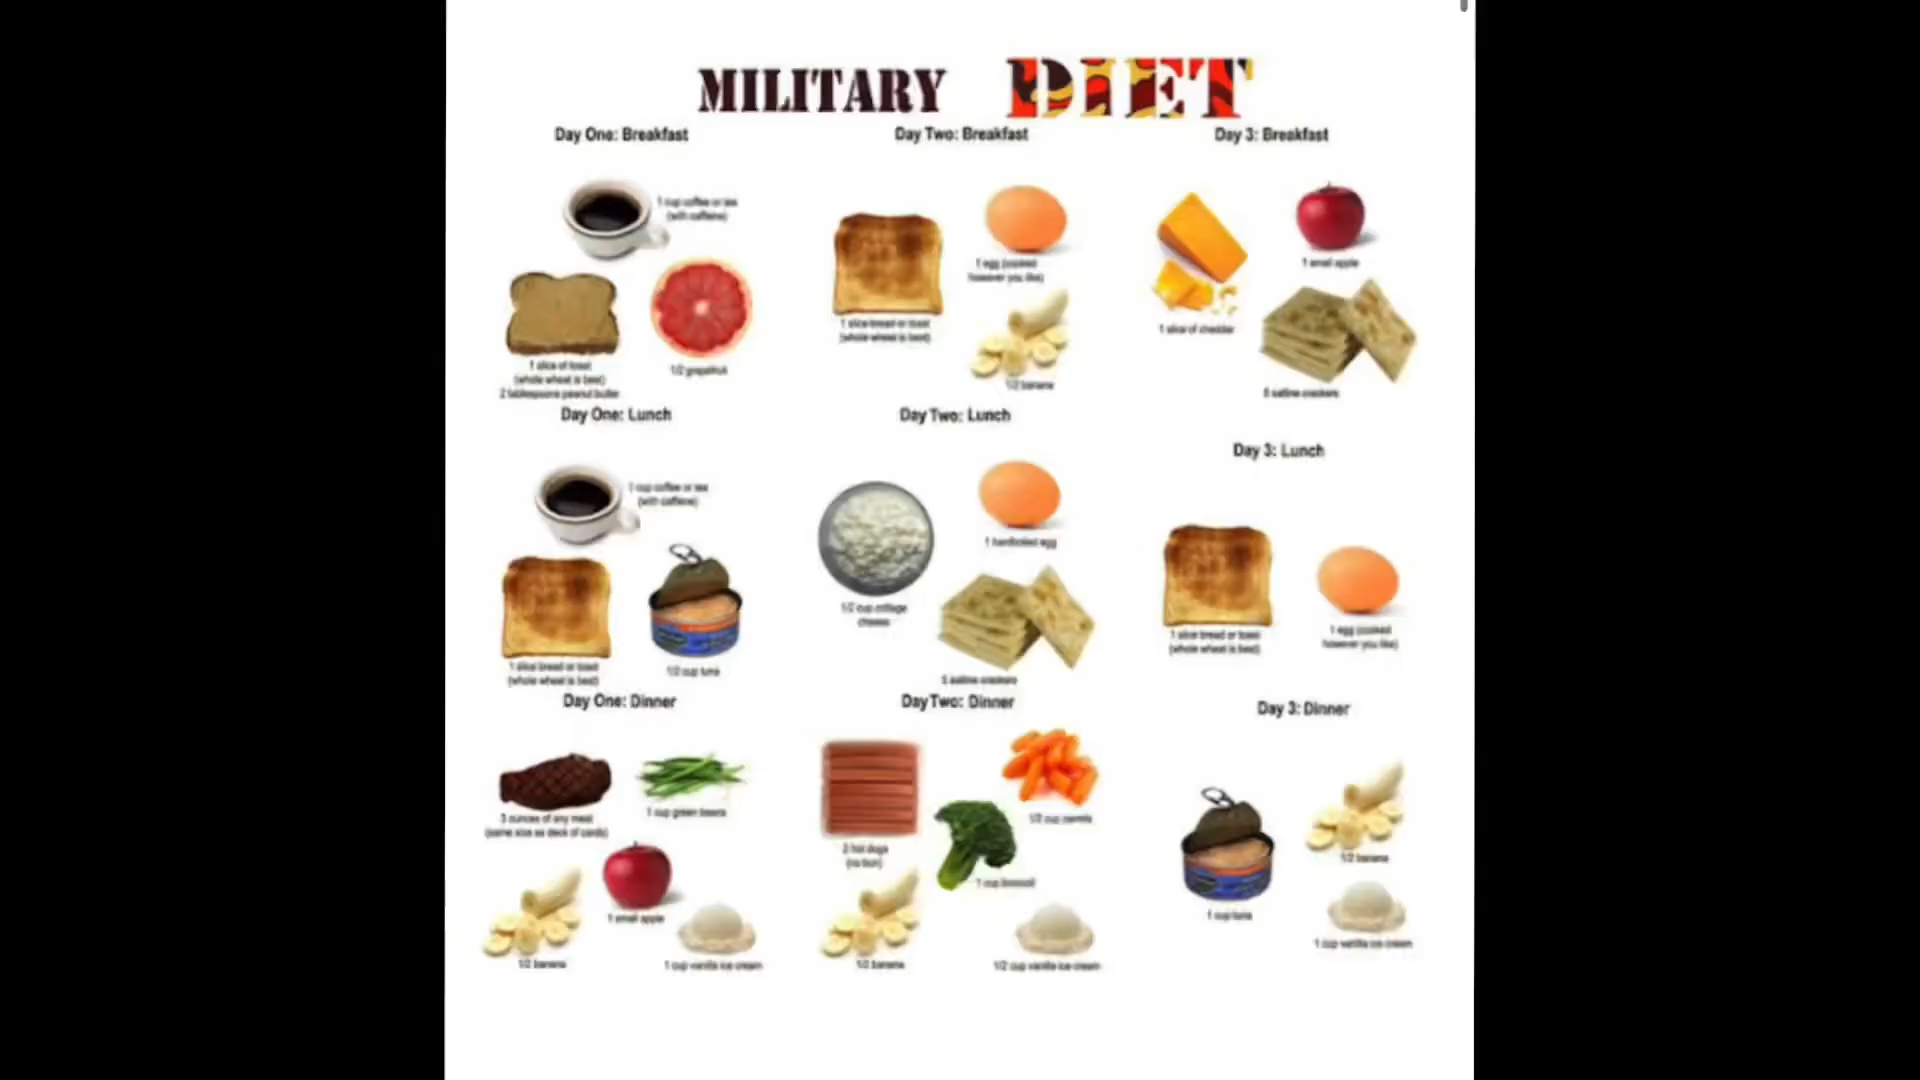 MILITARY DIET
Day One: Breakfast
1 cup coffee or tea
(with caffeine)
1 slice of toast
(whole wheat is best)
2 tablespoons peanut butter
1/2 grapefruit
Day Two: Breakfast
1 egg (cooked
however you like)
1 slice bread or toast
(whole wheat is best)
1/2 banana
Day 3: Breakfast
1 small apple
1 slice of cheddar
5 saltine crackers
Day One: Lunch
1 cup coffee or tea
(with caffeine)
1 slice bread or toast
(whole wheat is best)
1/2 cup tuna
Day Two: Lunch
1 hardboiled egg
1/2 cup cottage
cheese
5 saltine crackers
Day 3: Lunch
1 slice bread or toast
(whole wheat is best)
1 egg (cooked
however you like)
Day One: Dinner
3 ounces of any meat
(same size as deck of cards)
1 cup green beans
1 small apple
1/2 banana
1 cup vanilla ice cream
Day Two: Dinner
2 hot dogs
(no bun)
1/2 cup carrots
1 cup broccoli
1/2 banana
1/2 cup vanilla ice cream
Day 3: Dinner
1/2 banana
1 cup tuna
1 cup vanilla ice cream